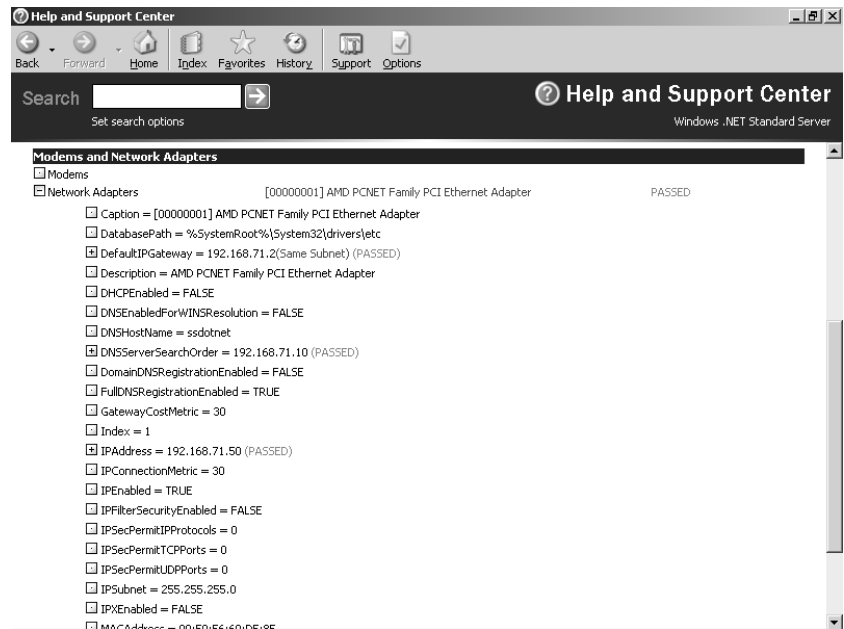 Help and Support Center
Back Forward Home Index Favorites History Support Options
Search
Help and Support Center
Set search options
Windows .NET Standard Server
Modems and Network Adapters
Modems
Network Adapters [00000001] AMD PCNET Family PCI Ethernet Adapter PASSED
Caption = [00000001] AMD PCNET Family PCI Ethernet Adapter
DatabasePath = %SystemRoot%\System32\drivers\etc
DefaultIPGateway = 192.168.71.2(Same Subnet) (PASSED)
Description = AMD PCNET Family PCI Ethernet Adapter
DHCPEnabled = FALSE
DNSEnabledForWINSResolution = FALSE
DNSHostName = ssdotnet
DNSServerSearchOrder = 192.168.71.10 (PASSED)
DomainDNSRegistrationEnabled = FALSE
FullDNSRegistrationEnabled = TRUE
GatewayCostMetric = 30
Index = 1
IPAddress = 192.168.71.50 (PASSED)
IPConnectionMetric = 30
IPEnabled = TRUE
IPFilterSecurityEnabled = FALSE
IPSecPermitIPProtocols = 0
IPSecPermitTCPPorts = 0
IPSecPermitUDPPorts = 0
IPSubnet = 255.255.255.0
IPXEnabled = FALSE
MACAddress =